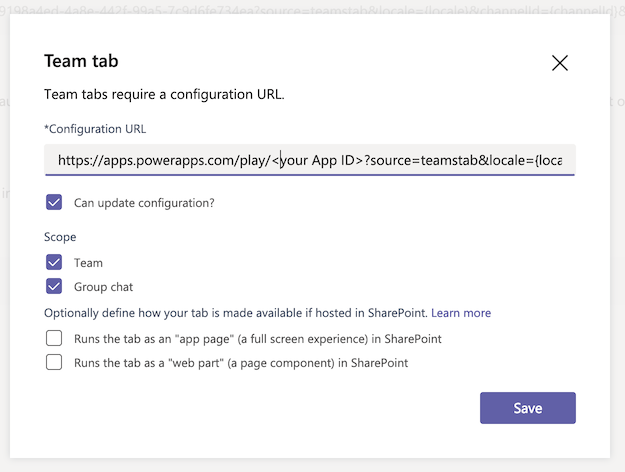 9198a4ed-4a8e-442f-99a5-7c9d6fe734ea?source=teamstab&locale={locale}&channelId={channelId}&
Team tab
Team tabs require a configuration URL.
*Configuration URL
https://apps.powerapps.com/play/<your App ID>?source=teamstab&locale={loca
Can update configuration?
Scope
Team
Group chat
Optionally define how your tab is made available if hosted in SharePoint. Learn more
Runs the tab as an "app page" (a full screen experience) in SharePoint
Runs the tab as a "web part" (a page component) in SharePoint
Save